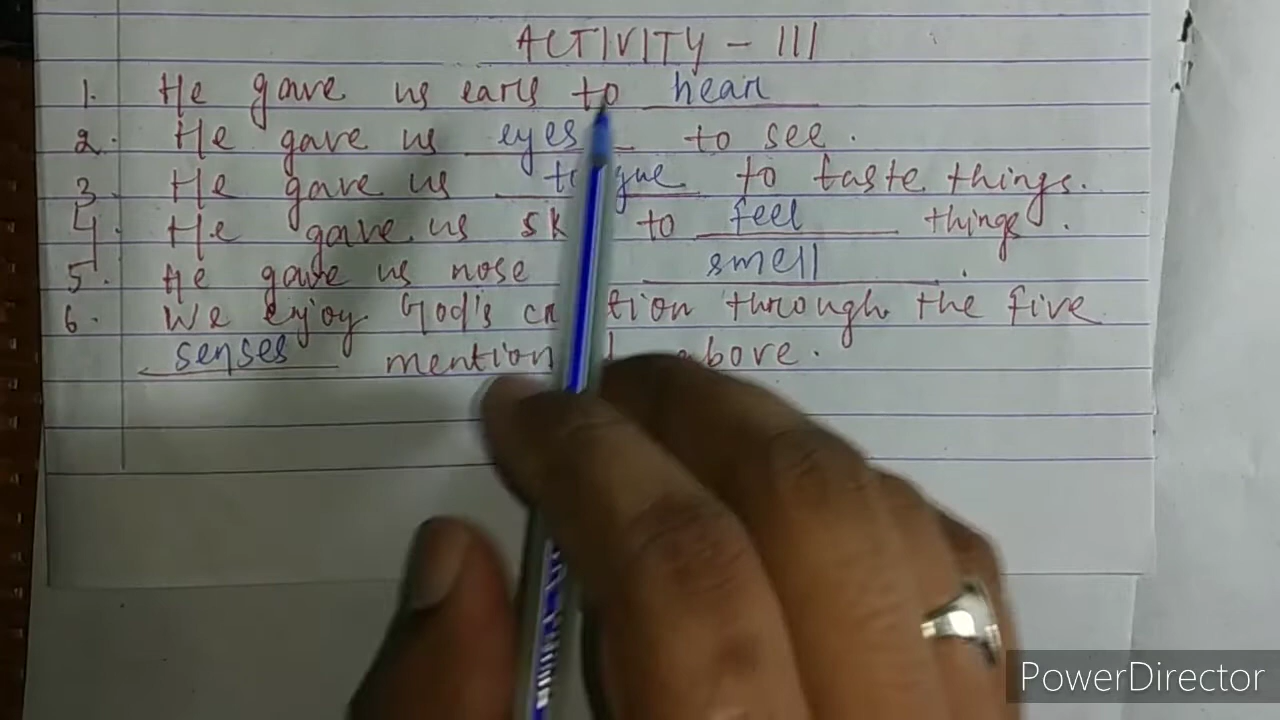 ACTIVITY - III
1. He gave us ears to hear
2. He gave us eyes to see.
3. He gave us to taste things.
4. He gave us to feel things.
5. He gave us nose smell.
6. We enjoy God's through the five
senses above.
PowerDirector